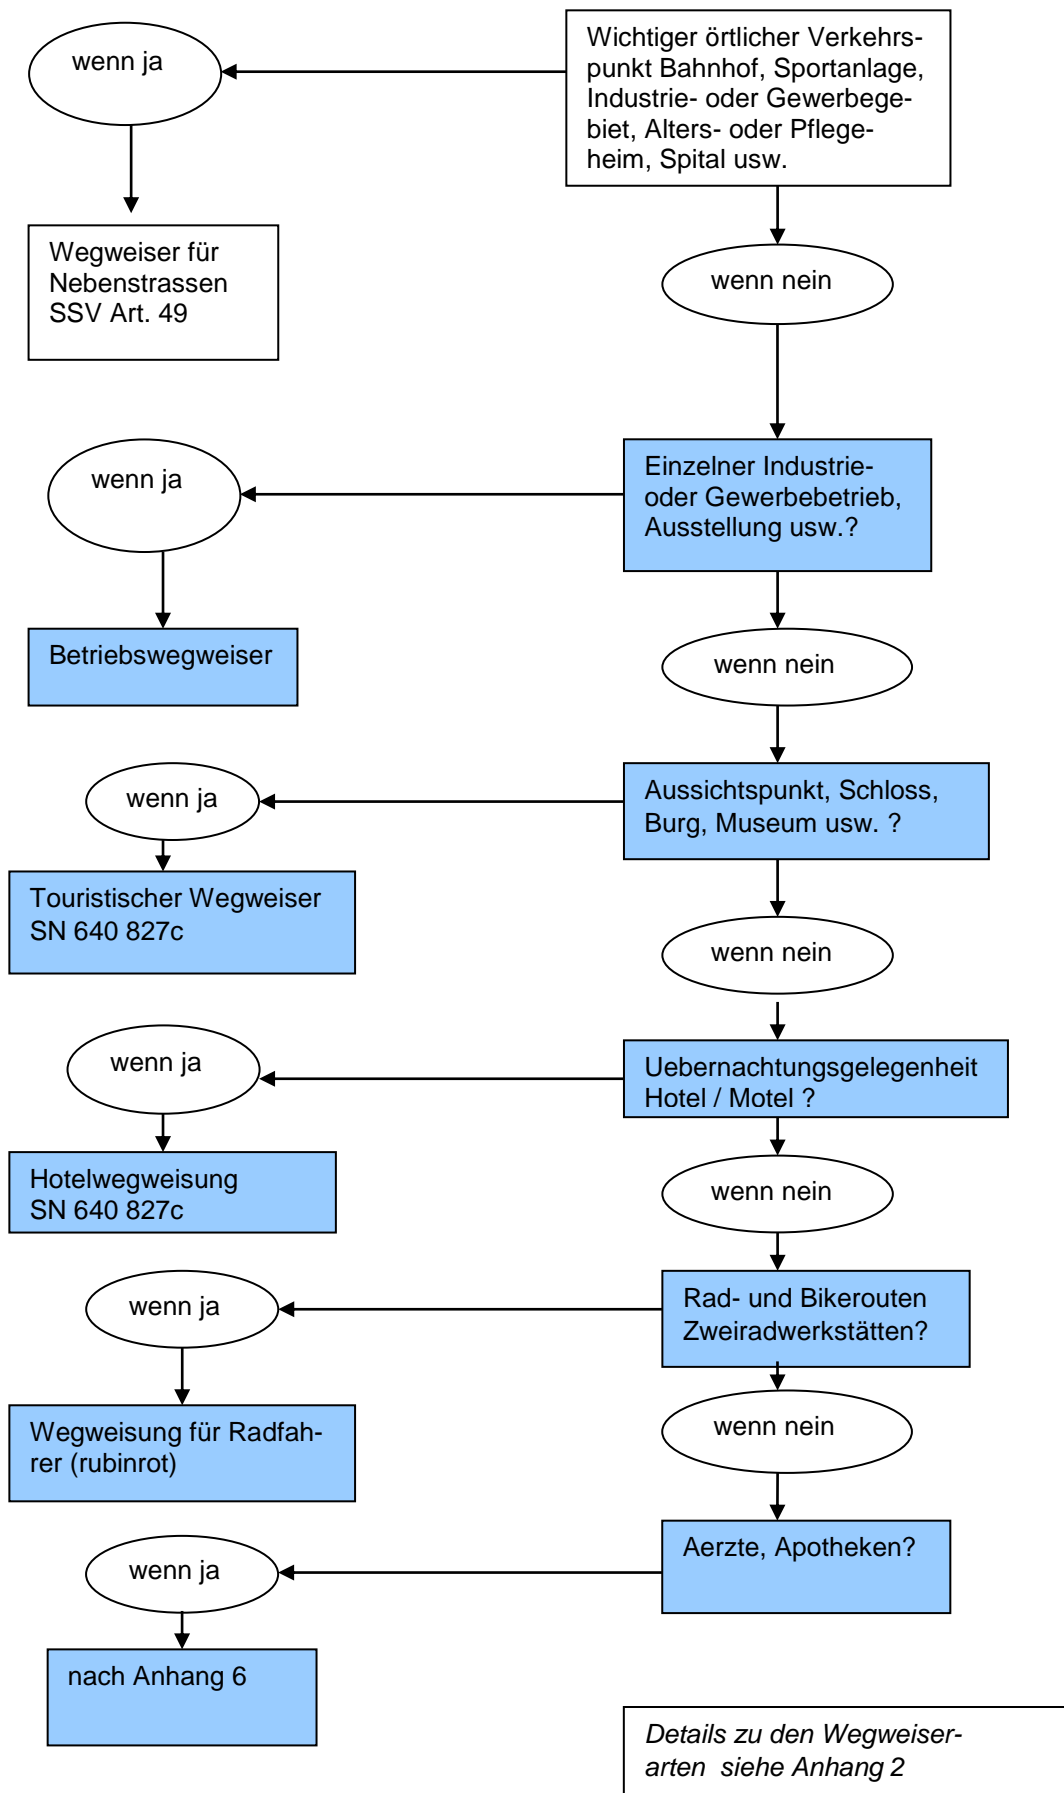 wenn ja
Wichtiger örtlicher Verkehrs-
punkt Bahnhof, Sportanlage,
Industrie- oder Gewerbege-
biet, Alters- oder Pflege-
heim, Spital usw.
Wegweiser für
Nebenstrassen
SSV Art. 49
wenn nein
wenn ja
Einzelner Industrie-
oder Gewerbebetrieb,
Ausstellung usw.?
Betriebswegweiser
wenn nein
wenn ja
Aussichtspunkt, Schloss,
Burg, Museum usw. ?
Touristischer Wegweiser
SN 640 827c
wenn nein
wenn ja
Uebernachtungsgelegenheit
Hotel / Motel ?
Hotelwegweisung
SN 640 827c
wenn nein
wenn ja
Rad- und Bikerouten
Zweiradwerkstätten?
Wegweisung für Radfah-
rer (rubinrot)
wenn nein
wenn ja
Aerzte, Apotheken?
nach Anhang 6
Details zu den Wegweiser-
arten siehe Anhang 2